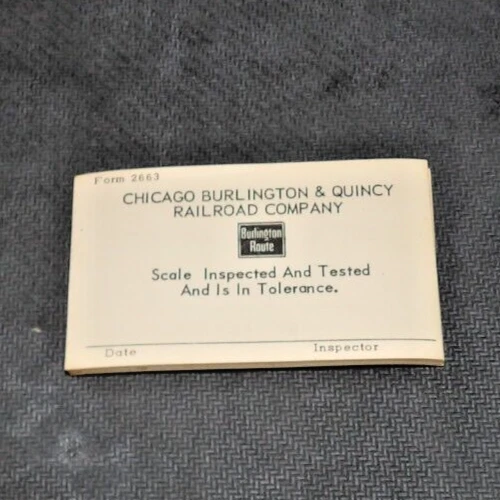 Form 2663
CHICAGO BURLINGTON & QUINCY
RAILROAD COMPANY
Burlington
Route
Scale Inspected And Tested
And Is In Tolerance.
Date Inspector